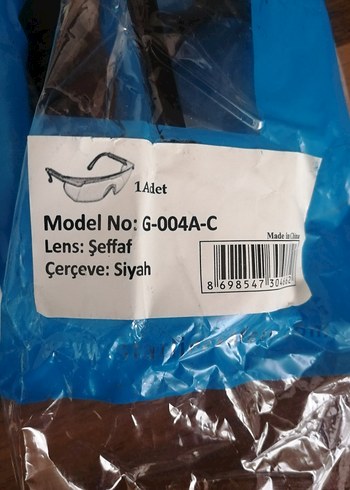 1 Adet
Model No: G-004A-C
Made in China
Lens: Şeffaf
Çerçeve: Siyah